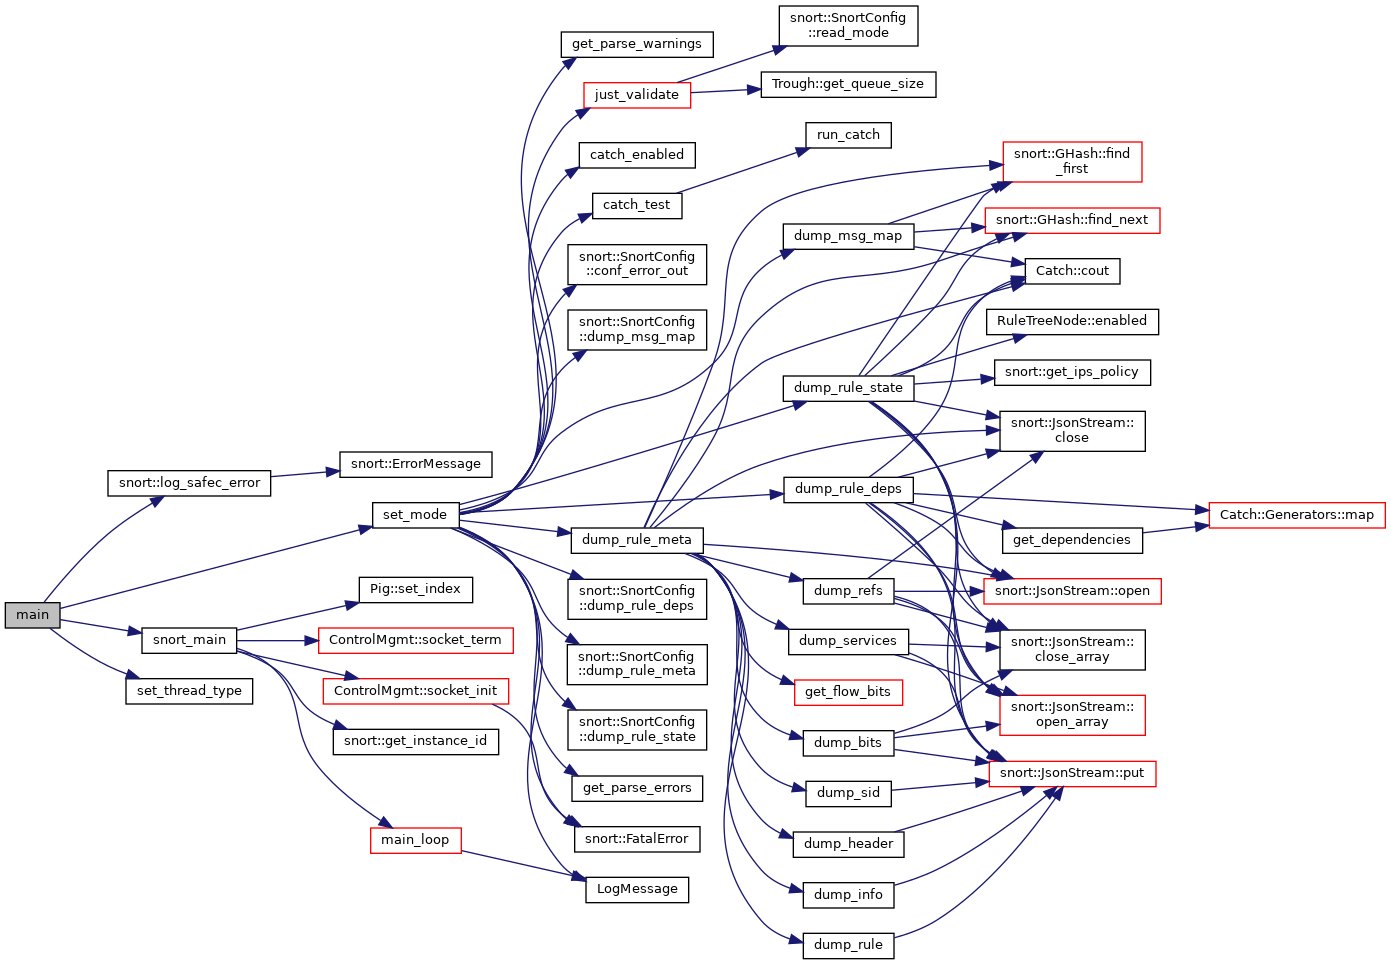 main
snort::log_safec_error
set_mode
snort_main
set_thread_type
snort::ErrorMessage
Pig::set_index
ControlMgmt::socket_term
ControlMgmt::socket_init
snort::get_instance_id
main_loop
get_parse_warnings
just_validate
catch_enabled
catch_test
snort::SnortConfig
::conf_error_out
snort::SnortConfig
::dump_msg_map
dump_rule_meta
snort::SnortConfig
::dump_rule_deps
snort::SnortConfig
::dump_rule_meta
snort::SnortConfig
::dump_rule_state
get_parse_errors
snort::FatalError
LogMessage
snort::SnortConfig
::read_mode
Trough::get_queue_size
run_catch
dump_msg_map
dump_rule_state
dump_rule_deps
dump_refs
dump_services
get_flow_bits
dump_bits
dump_sid
dump_header
dump_info
dump_rule
snort::GHash::find
_first
snort::GHash::find_next
Catch::cout
RuleTreeNode::enabled
snort::get_ips_policy
snort::JsonStream::
close
get_dependencies
snort::JsonStream::open
snort::JsonStream::
close_array
snort::JsonStream::
open_array
snort::JsonStream::put
Catch::Generators::map